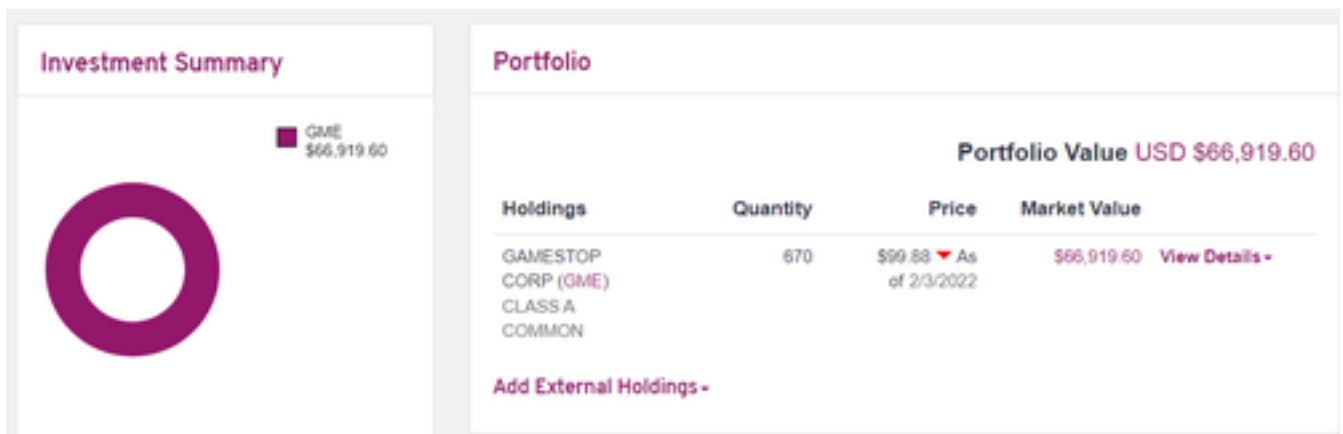 Investment Summary
GME
$66,919.60
Portfolio
Portfolio Value USD $66,919.60
Holdings Quantity Price Market Value
GAMESTOP 670 $99.88 ▼ As $66,919.60 View Details
CORP (GME) of 2/3/2022
CLASS A
COMMON
Add External Holdings